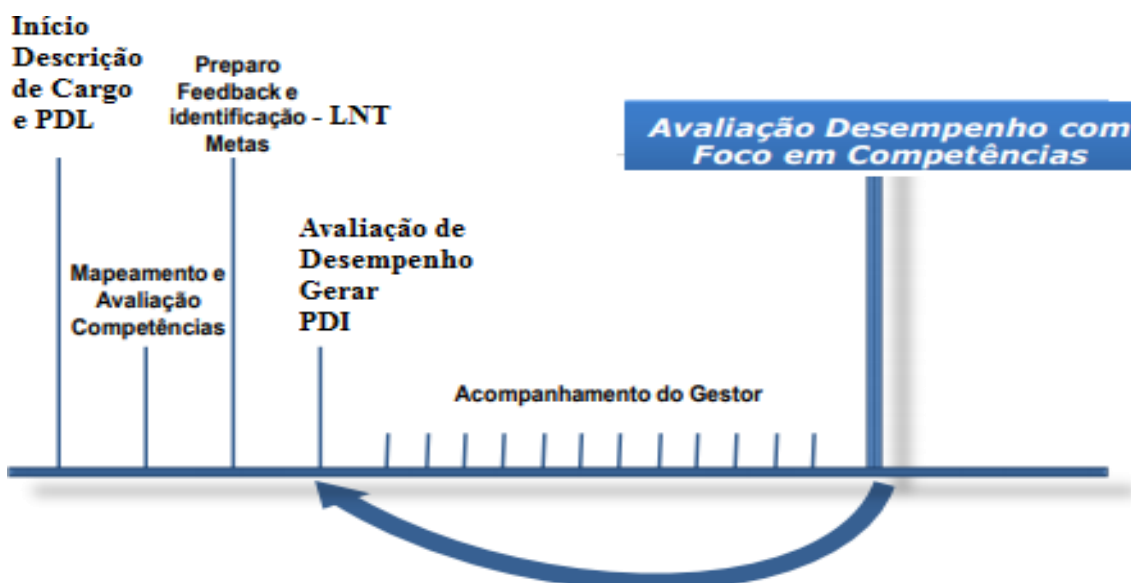 Início
Descrição
de Cargo
e PDL
Preparo
Feedback e
identificação - LNT
Metas
Avaliação Desempenho com
Foco em Competências
Mapeamento e
Avaliação
Competências
Avaliação de
Desempenho
Gerar
PDI
Acompanhamento do Gestor